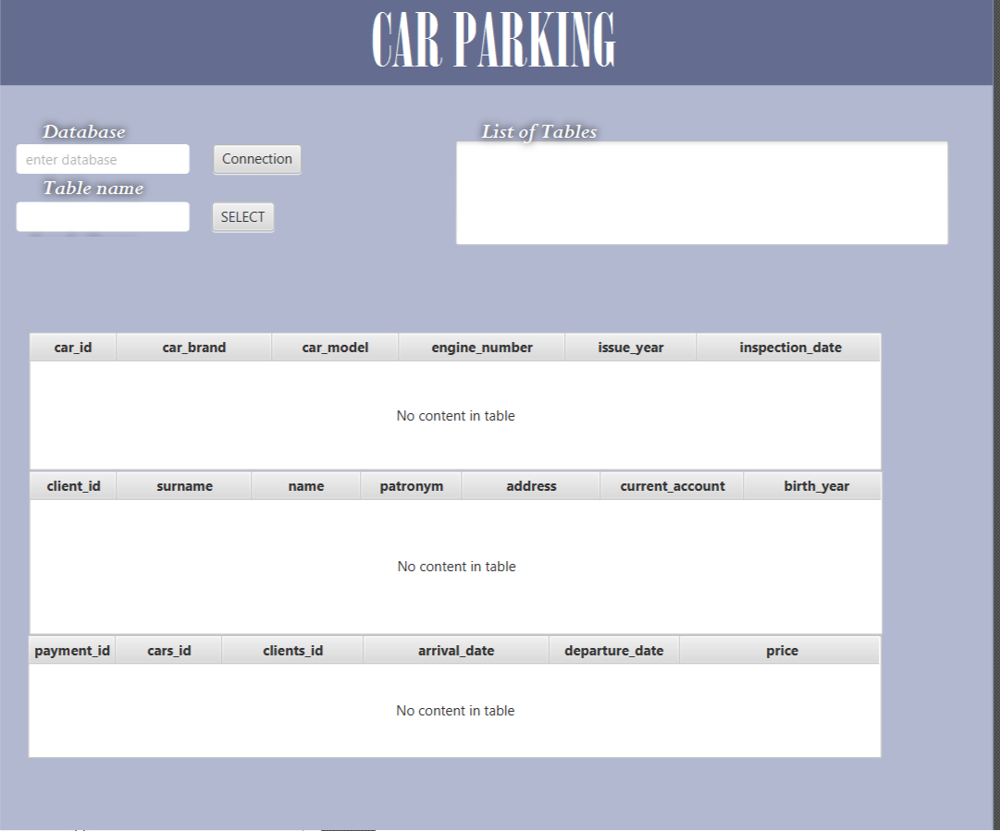 CAR PARKING
Database
List of Tables
enter database
Connection
Table name
SELECT
car_id car_brand car_model engine_number issue_year inspection_date
No content in table
client_id surname name patronym address current_account birth_year
No content in table
payment_id cars_id clients_id arrival_date departure_date price
No content in table